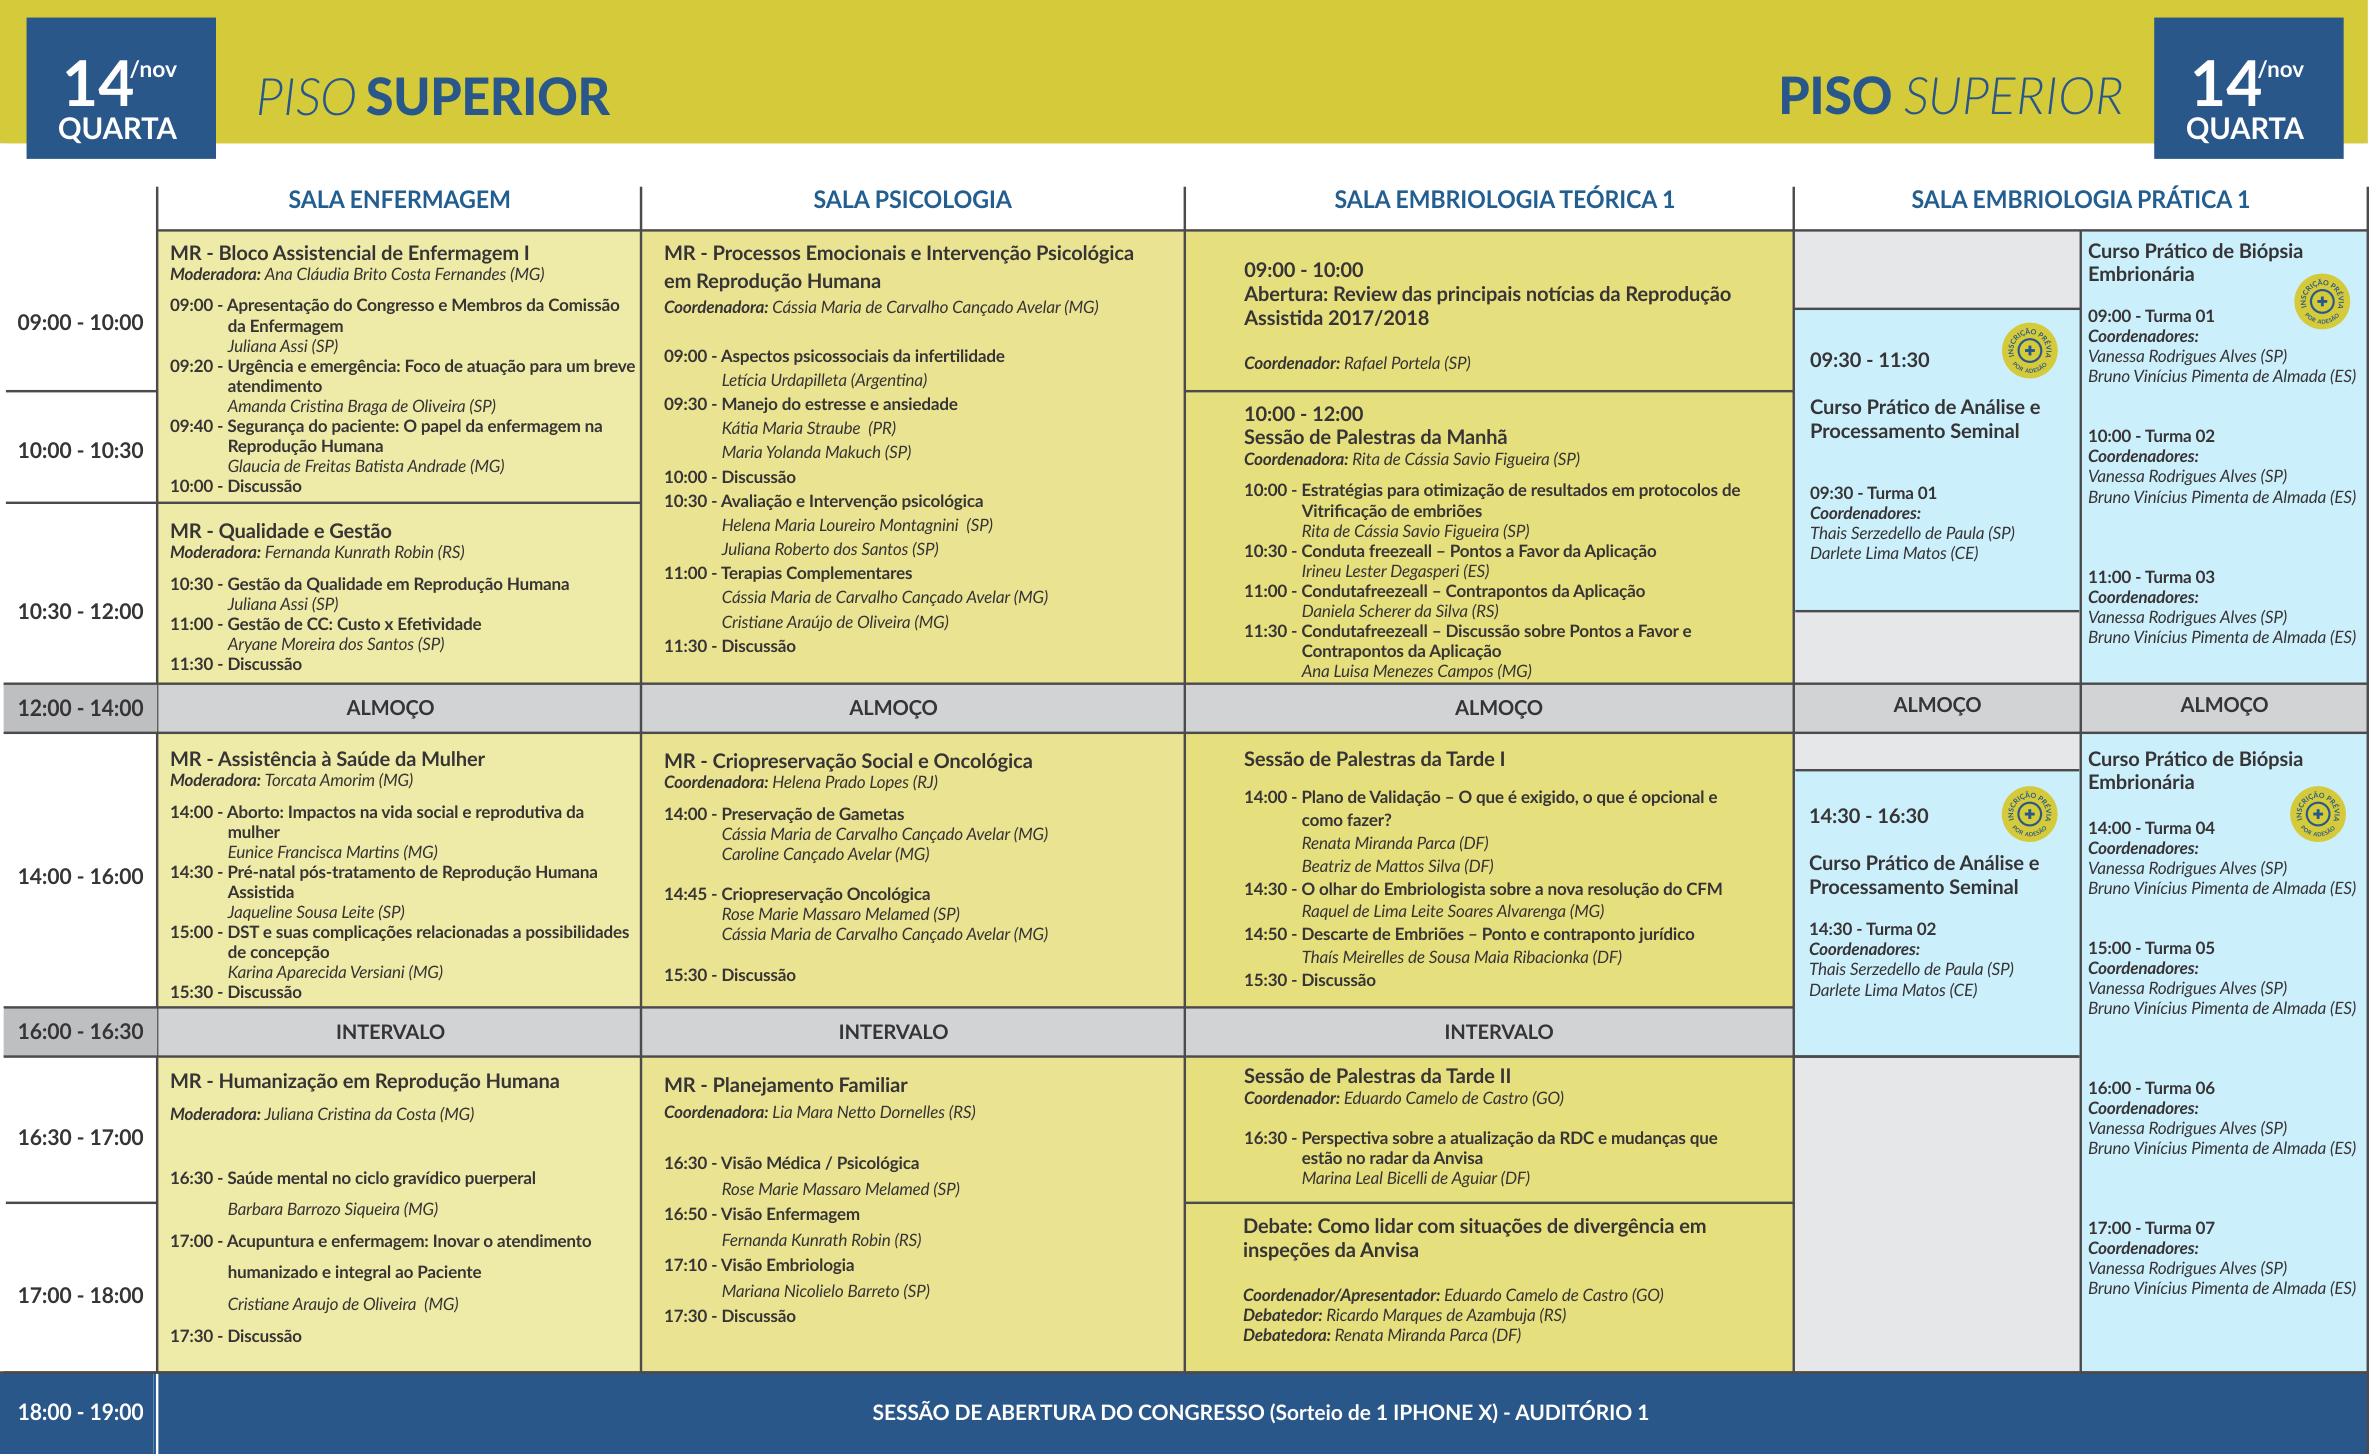 14/nov
QUARTA
PISO SUPERIOR
PISO SUPERIOR
14/nov
QUARTA
SALA ENFERMAGEM
SALA PSICOLOGIA
SALA EMBRIOLOGIA TEÓRICA 1
SALA EMBRIOLOGIA PRÁTICA 1
09:00 - 10:00
10:00 - 10:30
10:30 - 12:00
MR - Bloco Assistencial de Enfermagem I
Moderadora: Ana Cláudia Brito Costa Fernandes (MG)
09:00 - Apresentação do Congresso e Membros da Comissão
da Enfermagem
Juliana Assi (SP)
09:20 - Urgência e emergência: Foco de atuação para um breve
atendimento
Amanda Cristina Braga de Oliveira (SP)
09:40 - Segurança do paciente: O papel da enfermagem na
Reprodução Humana
Glaucia de Freitas Batista Andrade (MG)
10:00 - Discussão
MR - Qualidade e Gestão
Moderadora: Fernanda Kunrath Robin (RS)
10:30 - Gestão da Qualidade em Reprodução Humana
Juliana Assi (SP)
11:00 - Gestão de CC: Custo x Efetividade
Aryane Moreira dos Santos (SP)
11:30 - Discussão
MR - Processos Emocionais e Intervenção Psicológica
em Reprodução Humana
Coordenadora: Cássia Maria de Carvalho Cançado Avelar (MG)
09:00 - Aspectos psicossociais da infertilidade
Letícia Urdapilleta (Argentina)
09:30 - Manejo do estresse e ansiedade
Kátia Maria Straube (PR)
Maria Yolanda Makuch (SP)
10:00 - Discussão
10:30 - Avaliação e Intervenção psicológica
Helena Maria Loureiro Montagnini (SP)
Juliana Roberto dos Santos (SP)
11:00 - Terapias Complementares
Cássia Maria de Carvalho Cançado Avelar (MG)
Cristiane Araújo de Oliveira (MG)
11:30 - Discussão
09:00 - 10:00
Abertura: Review das principais notícias da Reprodução
Assistida 2017/2018
Coordenador: Rafael Portela (SP)
10:00 - 12:00
Sessão de Palestras da Manhã
Coordenadora: Rita de Cássia Savio Figueira (SP)
10:00 - Estratégias para otimização de resultados em protocolos de
Vitrificação de embriões
Rita de Cássia Savio Figueira (SP)
10:30 - Conduta freezeall – Pontos a Favor da Aplicação
Irineu Lester Degasperi (ES)
11:00 - Condutafreezeall – Contrapontos da Aplicação
Daniela Scherer da Silva (RS)
11:30 - Condutafreezeall – Discussão sobre Pontos a Favor e
Contrapontos da Aplicação
Ana Luisa Menezes Campos (MG)
09:30 - 11:30
INSCRIÇÃO PRÉVIA
POR ADESÃO
Curso Prático de Análise e
Processamento Seminal
09:30 - Turma 01
Coordenadores:
Thais Serzedello de Paula (SP)
Darlete Lima Matos (CE)
Curso Prático de Biópsia
Embrionária
INSCRIÇÃO PRÉVIA
POR ADESÃO
09:00 - Turma 01
Coordenadores:
Vanessa Rodrigues Alves (SP)
Bruno Vinícius Pimenta de Almada (ES)
10:00 - Turma 02
Coordenadores:
Vanessa Rodrigues Alves (SP)
Bruno Vinícius Pimenta de Almada (ES)
11:00 - Turma 03
Coordenadores:
Vanessa Rodrigues Alves (SP)
Bruno Vinícius Pimenta de Almada (ES)
12:00 - 14:00
ALMOÇO
ALMOÇO
ALMOÇO
ALMOÇO
ALMOÇO
14:00 - 16:00
MR - Assistência à Saúde da Mulher
Moderadora: Torcata Amorim (MG)
14:00 - Aborto: Impactos na vida social e reprodutiva da
mulher
Eunice Francisca Martins (MG)
14:30 - Pré-natal pós-tratamento de Reprodução Humana
Assistida
Jaqueline Sousa Leite (SP)
15:00 - DST e suas complicações relacionadas a possibilidades
de concepção
Karina Aparecida Versiani (MG)
15:30 - Discussão
MR - Criopreservação Social e Oncológica
Coordenadora: Helena Prado Lopes (RJ)
14:00 - Preservação de Gametas
Cássia Maria de Carvalho Cançado Avelar (MG)
Caroline Cançado Avelar (MG)
14:45 - Criopreservação Oncológica
Rose Marie Massaro Melamed (SP)
Cássia Maria de Carvalho Cançado Avelar (MG)
15:30 - Discussão
Sessão de Palestras da Tarde I
14:00 - Plano de Validação – O que é exigido, o que é opcional e
como fazer?
Renata Miranda Parca (DF)
Beatriz de Mattos Silva (DF)
14:30 - O olhar do Embriologista sobre a nova resolução do CFM
Raquel de Lima Leite Soares Alvarenga (MG)
14:50 - Descarte de Embriões – Ponto e contraponto jurídico
Thaís Meirelles de Sousa Maia Ribacionka (DF)
15:30 - Discussão
14:30 - 16:30
INSCRIÇÃO PRÉVIA
POR ADESÃO
Curso Prático de Análise e
Processamento Seminal
14:30 - Turma 02
Coordenadores:
Thais Serzedello de Paula (SP)
Darlete Lima Matos (CE)
Curso Prático de Biópsia
Embrionária
INSCRIÇÃO PRÉVIA
POR ADESÃO
14:00 - Turma 04
Coordenadores:
Vanessa Rodrigues Alves (SP)
Bruno Vinícius Pimenta de Almada (ES)
15:00 - Turma 05
Coordenadores:
Vanessa Rodrigues Alves (SP)
Bruno Vinícius Pimenta de Almada (ES)
16:00 - Turma 06
Coordenadores:
Vanessa Rodrigues Alves (SP)
Bruno Vinícius Pimenta de Almada (ES)
17:00 - Turma 07
Coordenadores:
Vanessa Rodrigues Alves (SP)
Bruno Vinícius Pimenta de Almada (ES)
16:00 - 16:30
INTERVALO
INTERVALO
INTERVALO
16:30 - 17:00
17:00 - 18:00
MR - Humanização em Reprodução Humana
Moderadora: Juliana Cristina da Costa (MG)
16:30 - Saúde mental no ciclo gravídico puerperal
Barbara Barrozo Siqueira (MG)
17:00 - Acupuntura e enfermagem: Inovar o atendimento
humanizado e integral ao Paciente
Cristiane Araujo de Oliveira (MG)
17:30 - Discussão
MR - Planejamento Familiar
Coordenadora: Lia Mara Netto Dornelles (RS)
16:30 - Visão Médica / Psicológica
Rose Marie Massaro Melamed (SP)
16:50 - Visão Enfermagem
Fernanda Kunrath Robin (RS)
17:10 - Visão Embriologia
Mariana Nicolielo Barreto (SP)
17:30 - Discussão
Sessão de Palestras da Tarde II
Coordenador: Eduardo Camelo de Castro (GO)
16:30 - Perspectiva sobre a atualização da RDC e mudanças que
estão no radar da Anvisa
Marina Leal Bicelli de Aguiar (DF)
Debate: Como lidar com situações de divergência em
inspeções da Anvisa
Coordenador/Apresentador: Eduardo Camelo de Castro (GO)
Debatedor: Ricardo Marques de Azambuja (RS)
Debatedora: Renata Miranda Parca (DF)
18:00 - 19:00
SESSÃO DE ABERTURA DO CONGRESSO (Sorteio de 1 IPHONE X) - AUDITÓRIO 1